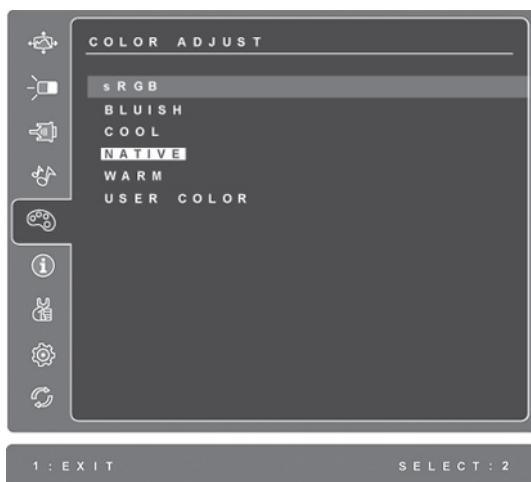 COLOR ADJUST
sRGB
BLUISH
COOL
NATIVE
WARM
USER COLOR
1:EXIT SELECT:2